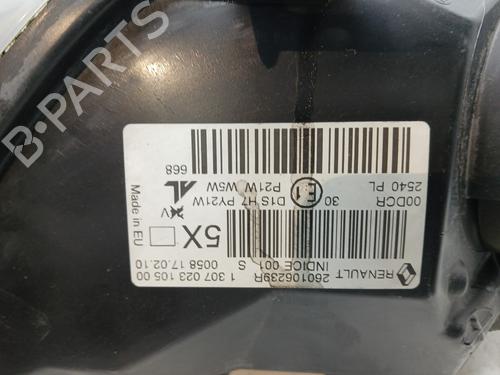 RENAULT
260106239R 1 307 023 105 00
INDICE 001 S 0058 17.02.10
5X
Made in EU
V
AL
30 E1 D1S H7 PY21W
P21W W5W
00DCR
2540 PL
668
B-PARTS